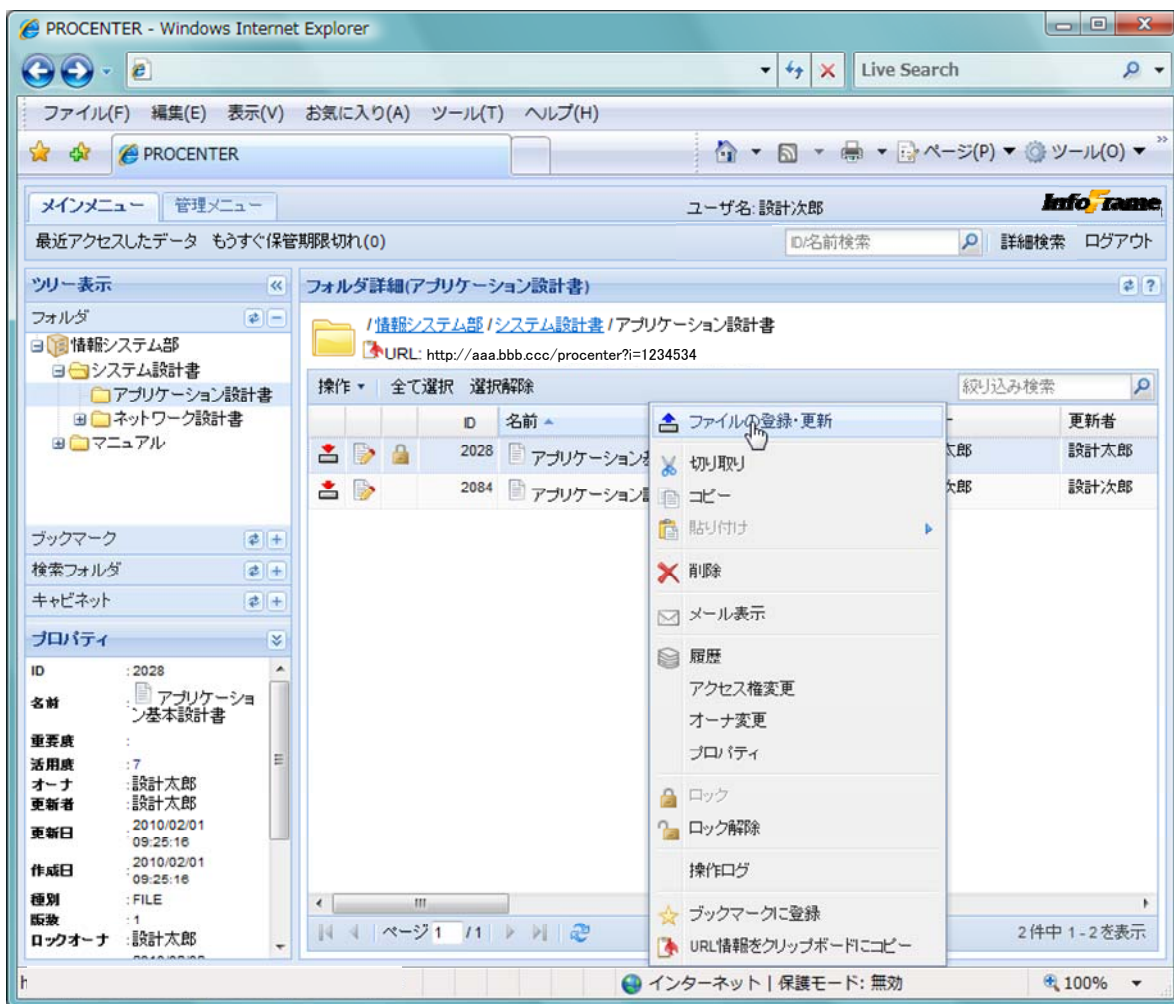 PROCENTER - Windows Internet Explorer
Live Search
ファイル(F) 編集(E) 表示(V) お気に入り(A) ツール(T) ヘルプ(H)
PROCENTER
ページ(P) ツール(O)
メインメニュー 管理メニュー
ユーザ名: 設計次郎
InfoFrame
最近アクセスしたデータ もうすぐ保管期限切れ(0)
ID/名前検索 詳細検索 ログアウト
ツリー表示
フォルダ
情報システム部
システム設計書
アプリケーション設計書
ネットワーク設計書
マニュアル
ブックマーク
検索フォルダ
キャビネット
プロパティ
ID : 2028
名前 : アプリケーショ
ン基本設計書
重要度 :
活用度 : 7
オーナ : 設計太郎
更新者 : 設計太郎
更新日 : 2010/02/01
09:25:16
作成日 : 2010/02/01
09:25:16
種別 : FILE
版数 : 1
ロックオーナ : 設計太郎
フォルダ詳細(アプリケーション設計書)
/ 情報システム部 / システム設計書 / アプリケーション設計書
URL: http://aaa.bbb.ccc/procenter?i=1234534
操作 全て選択 選択解除
絞り込み検索
ID 名前 更新者
2028 アプリケーション 太郎 設計太郎
2084 アプリケーション 次郎 設計次郎
ファイルの登録・更新
切り取り
コピー
貼り付け
削除
メール表示
履歴
アクセス権変更
オーナ変更
プロパティ
ロック
ロック解除
操作ログ
ブックマークに登録
URL情報をクリップボードにコピー
ページ 1 / 1
2 件中 1 - 2 を表示
インターネット | 保護モード: 無効
100%